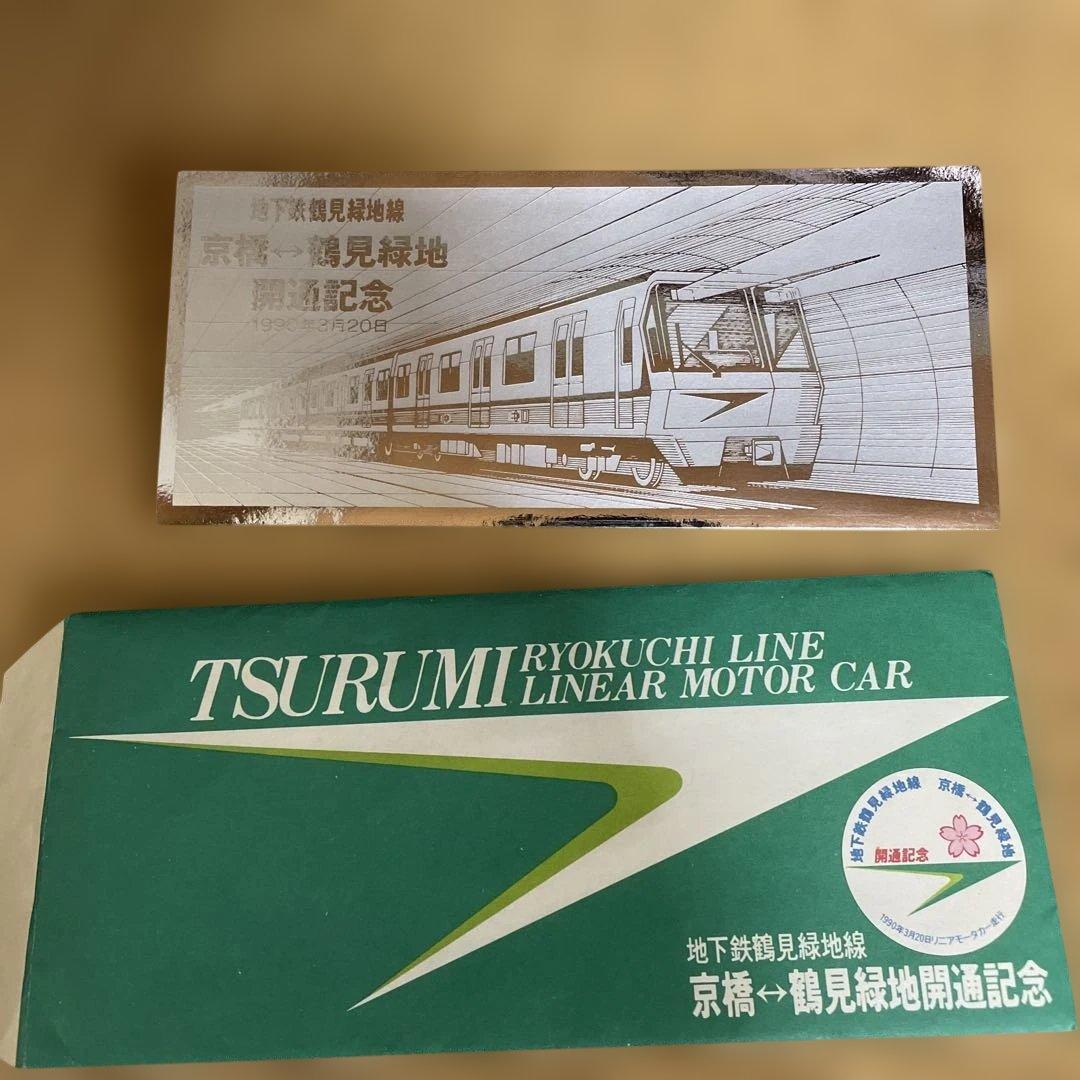 地下鉄鶴見緑地線
京橋↔鶴見緑地
開通記念
1990年3月20日
TSURUMI RYOKUCHI LINE
LINEAR MOTOR CAR
地下鉄鶴見緑地線 京橋↔鶴見緑地
開通記念
1990年3月20日リニアモータカー走行
地下鉄鶴見緑地線
京橋↔鶴見緑地開通記念